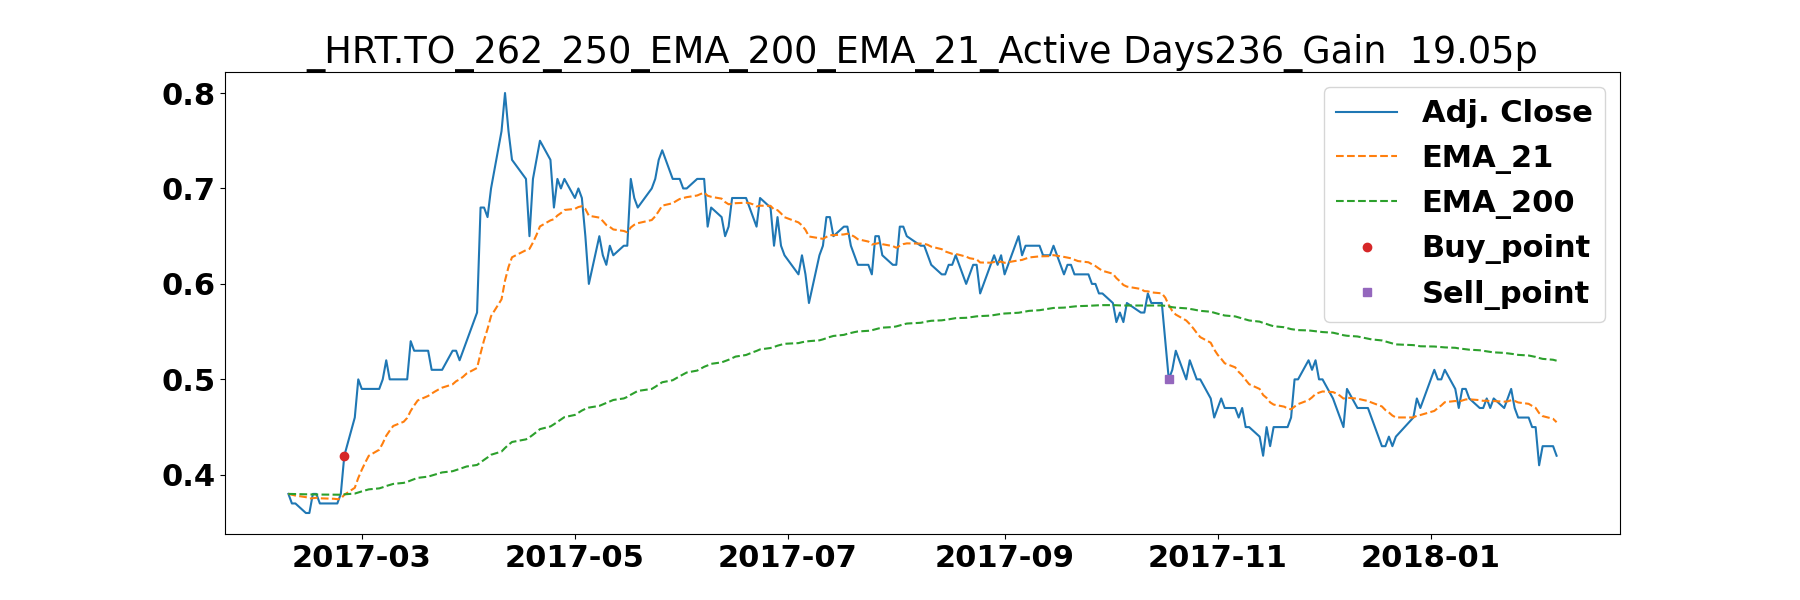 _HRT.TO_262_250_EMA_200_EMA_21_Active Days236_Gain  19.05p
0.8
0.7
0.6
0.5
0.4
2017-03 2017-05 2017-07 2017-09 2017-11 2018-01
Adj. Close
EMA_21
EMA_200
Buy_point
Sell_point